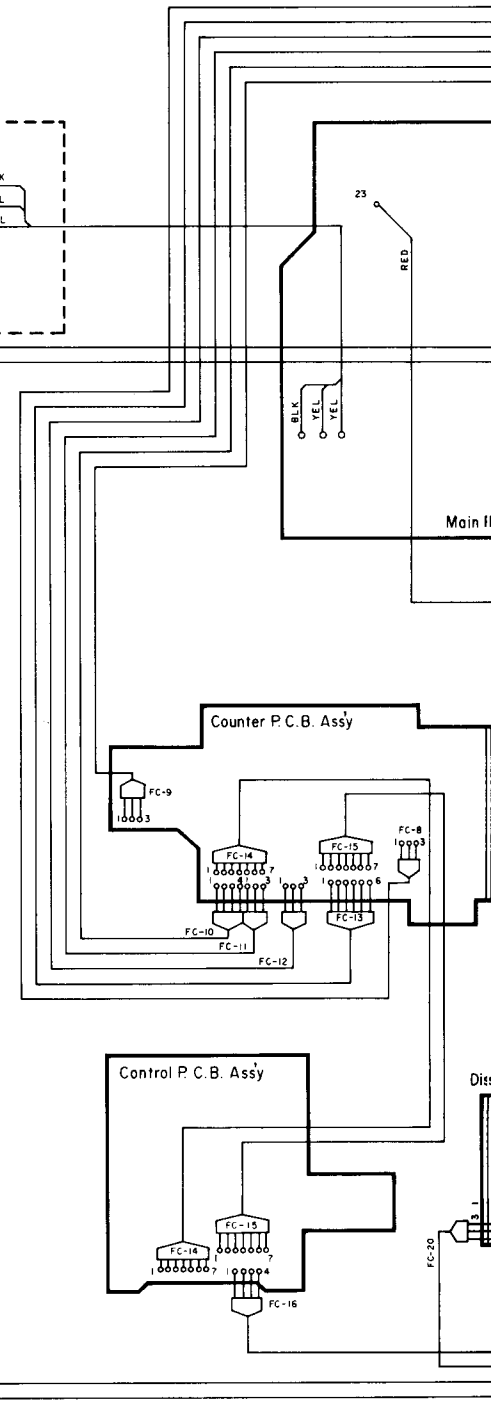 K
L
L
23
RED
BLK
YEL
YEL
Main
Counter P.C.B. Ass'y
FC-9
1 3
FC-14
1 7
FC-15
1 7
FC-8
1 3
1 4 1 3
1 3
1 6
FC-10
FC-11
FC-12
FC-13
Control P.C.B. Ass'y
Dis
FC-15
1 7
FC-14
1 7
1 4
FC-16
3 1
FC-20